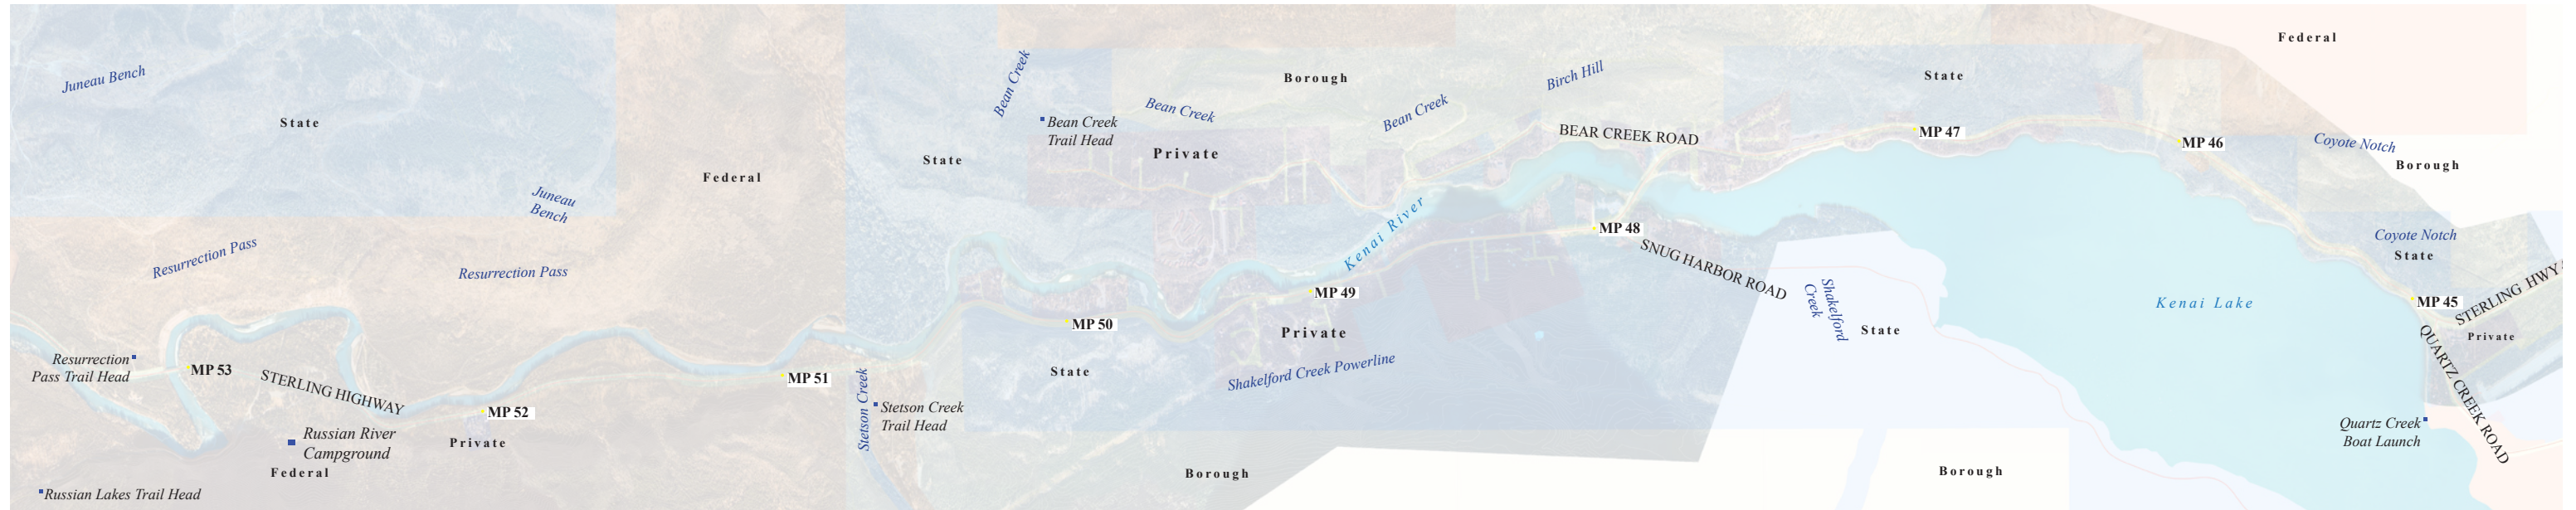 Federal
Juneau Bench
State
Borough
Birch Hill
State
Bean Creek
Bean Creek
Bean Creek
Bean Creek
Trail Head
State
Private
BEAR CREEK ROAD
MP 47
MP 46
Coyote Notch
Borough
Federal
State
Juneau
Bench
Kenai River
MP 48
SNUG HARBOR ROAD
Coyote Notch
State
Resurrection Pass
Resurrection Pass
MP 49
MP 50
Private
Shakelford
Creek
State
Kenai Lake
MP 45
STERLING HWY
Private
QUARTZ CREEK ROAD
Resurrection
Pass Trail Head
MP 53
STERLING HIGHWAY
MP 52
MP 51
State
Shakelford Creek Powerline
Stetson Creek
Stetson Creek
Trail Head
Quartz Creek
Boat Launch
Russian River
Campground
Private
Federal
Borough
Borough
Russian Lakes Trail Head